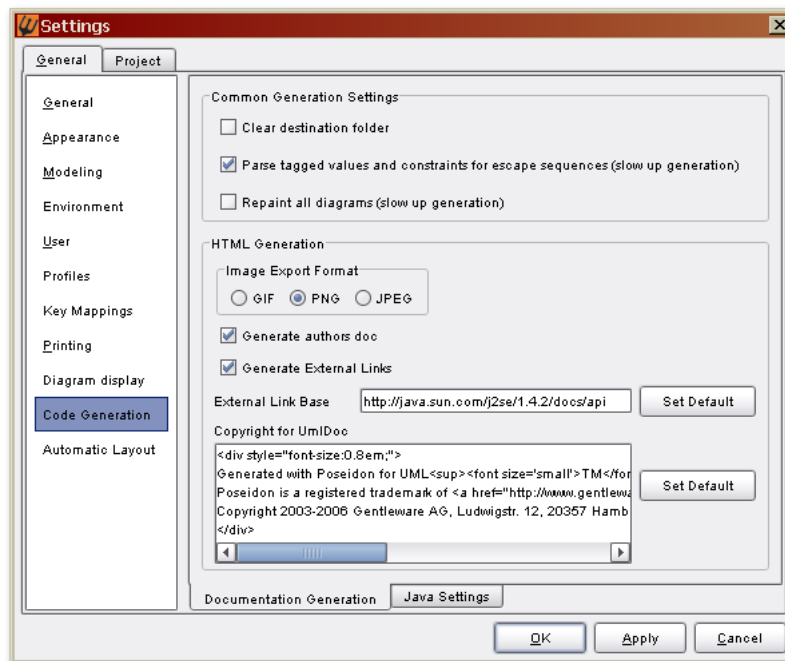 Settings
General Project
General
Appearance
Modeling
Environment
User
Profiles
Key Mappings
Printing
Diagram display
Code Generation
Automatic Layout
Common Generation Settings
Clear destination folder
Parse tagged values and constraints for escape sequences (slow up generation)
Repaint all diagrams (slow up generation)
HTML Generation
Image Export Format
GIF PNG JPEG
Generate authors doc
Generate External Links
External Link Base http://java.sun.com/j2se/1.4.2/docs/api Set Default
Copyright for UmlDoc
<div style="font-size:0.8em;">
Generated with Poseidon for UML<sup><font size='small'>TM</for
Poseidon is a registered trademark of <a href="http://www.gentlewa
Set Default
Copyright 2003-2006 Gentleware AG, Ludwigstr. 12, 20357 Hamb
</div>
Documentation Generation Java Settings
OK Apply Cancel